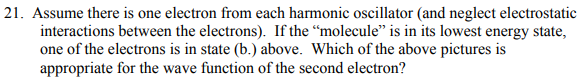 21. Assume there is one electron from each harmonic oscillator (and neglect electrostatic
interactions between the electrons). If the “molecule” is in its lowest energy state,
one of the electrons is in state (b.) above. Which of the above pictures is
appropriate for the wave function of the second electron?